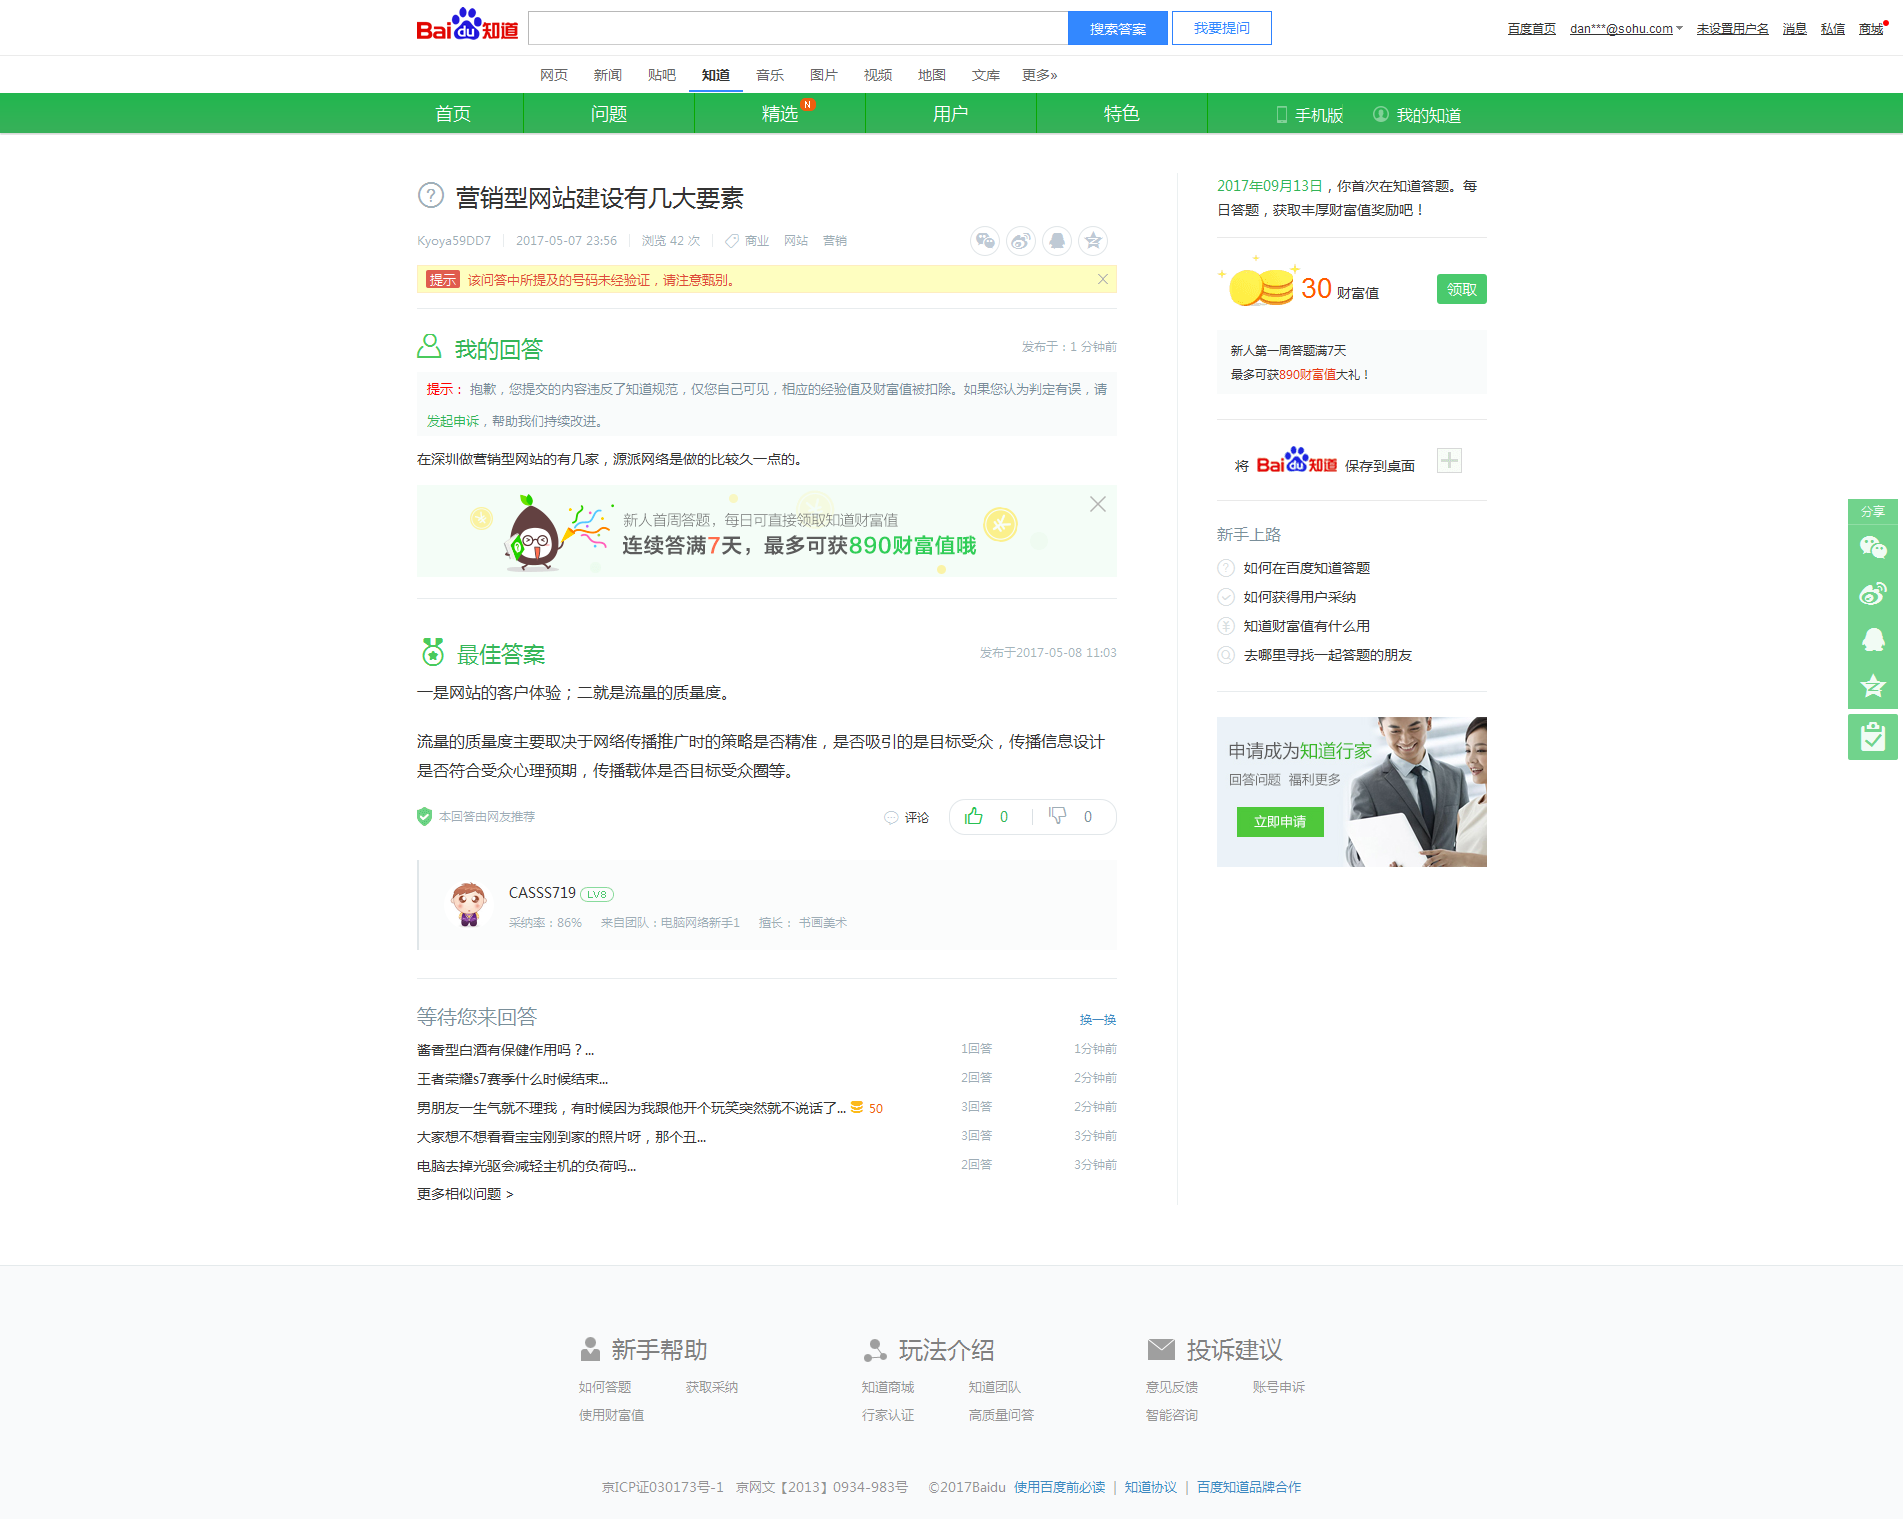 Bai du 知道 搜索答案 我要提问 百度首页 dan***@sohu.com 未设置用户名 消息 私信 商城
网页 新闻 贴吧 知道 音乐 图片 视频 地图 文库 更多»
首页 问题 精选 N 用户 特色 手机版 我的知道
营销型网站建设有几大要素
Kyoya59DD7 2017-05-07 23:56 浏览 42 次 商业 网站 营销
提示 该问答中所提及的号码未经验证，请注意甄别。
我的回答 发布于：1 分钟前
提示： 抱歉，您提交的内容违反了知道规范，仅您自己可见，相应的经验值及财富值被扣除。如果您认为判定有误，请
发起申诉，帮助我们持续改进。
在深圳做营销型网站的有几家，源派网络是做的比较久一点的。
新人首周答题，每日可直接领取知道财富值
连续答满7天，最多可获890财富值哦
最佳答案 发布于2017-05-08 11:03
一是网站的客户体验；二就是流量的质量度。
流量的质量度主要取决于网络传播推广时的策略是否精准，是否吸引的是目标受众，传播信息设计
是否符合受众心理预期，传播载体是否目标受众圈等。
本回答由网友推荐 评论 0 0
CASSS719 LV8
采纳率：86% 来自团队：电脑网络新手1 擅长： 书画美术
等待您来回答 换一换
酱香型白酒有保健作用吗？... 1回答 1分钟前
王者荣耀s7赛季什么时候结束... 2回答 2分钟前
男朋友一生气就不理我，有时候因为我跟他开个玩笑突然就不说话了... 50 3回答 2分钟前
大家想不想看看宝宝刚到家的照片呀，那个丑... 3回答 3分钟前
电脑去掉光驱会减轻主机的负荷吗... 2回答 3分钟前
更多相似问题 >
2017年09月13日，你首次在知道答题。每
日答题，获取丰厚财富值奖励吧！
30 财富值 领取
新人第一周答题满7天
最多可获890财富值大礼！
将 Bai du 知道 保存到桌面
新手上路
如何在百度知道答题
如何获得用户采纳
知道财富值有什么用
去哪里寻找一起答题的朋友
申请成为知道行家
回答问题 福利更多
立即申请
分享
新手帮助 玩法介绍 投诉建议
如何答题 获取采纳 知道商城 知道团队 意见反馈 账号申诉
使用财富值 行家认证 高质量问答 智能咨询
京ICP证030173号-1 京网文【2013】0934-983号 ©2017Baidu 使用百度前必读 | 知道协议 | 百度知道品牌合作